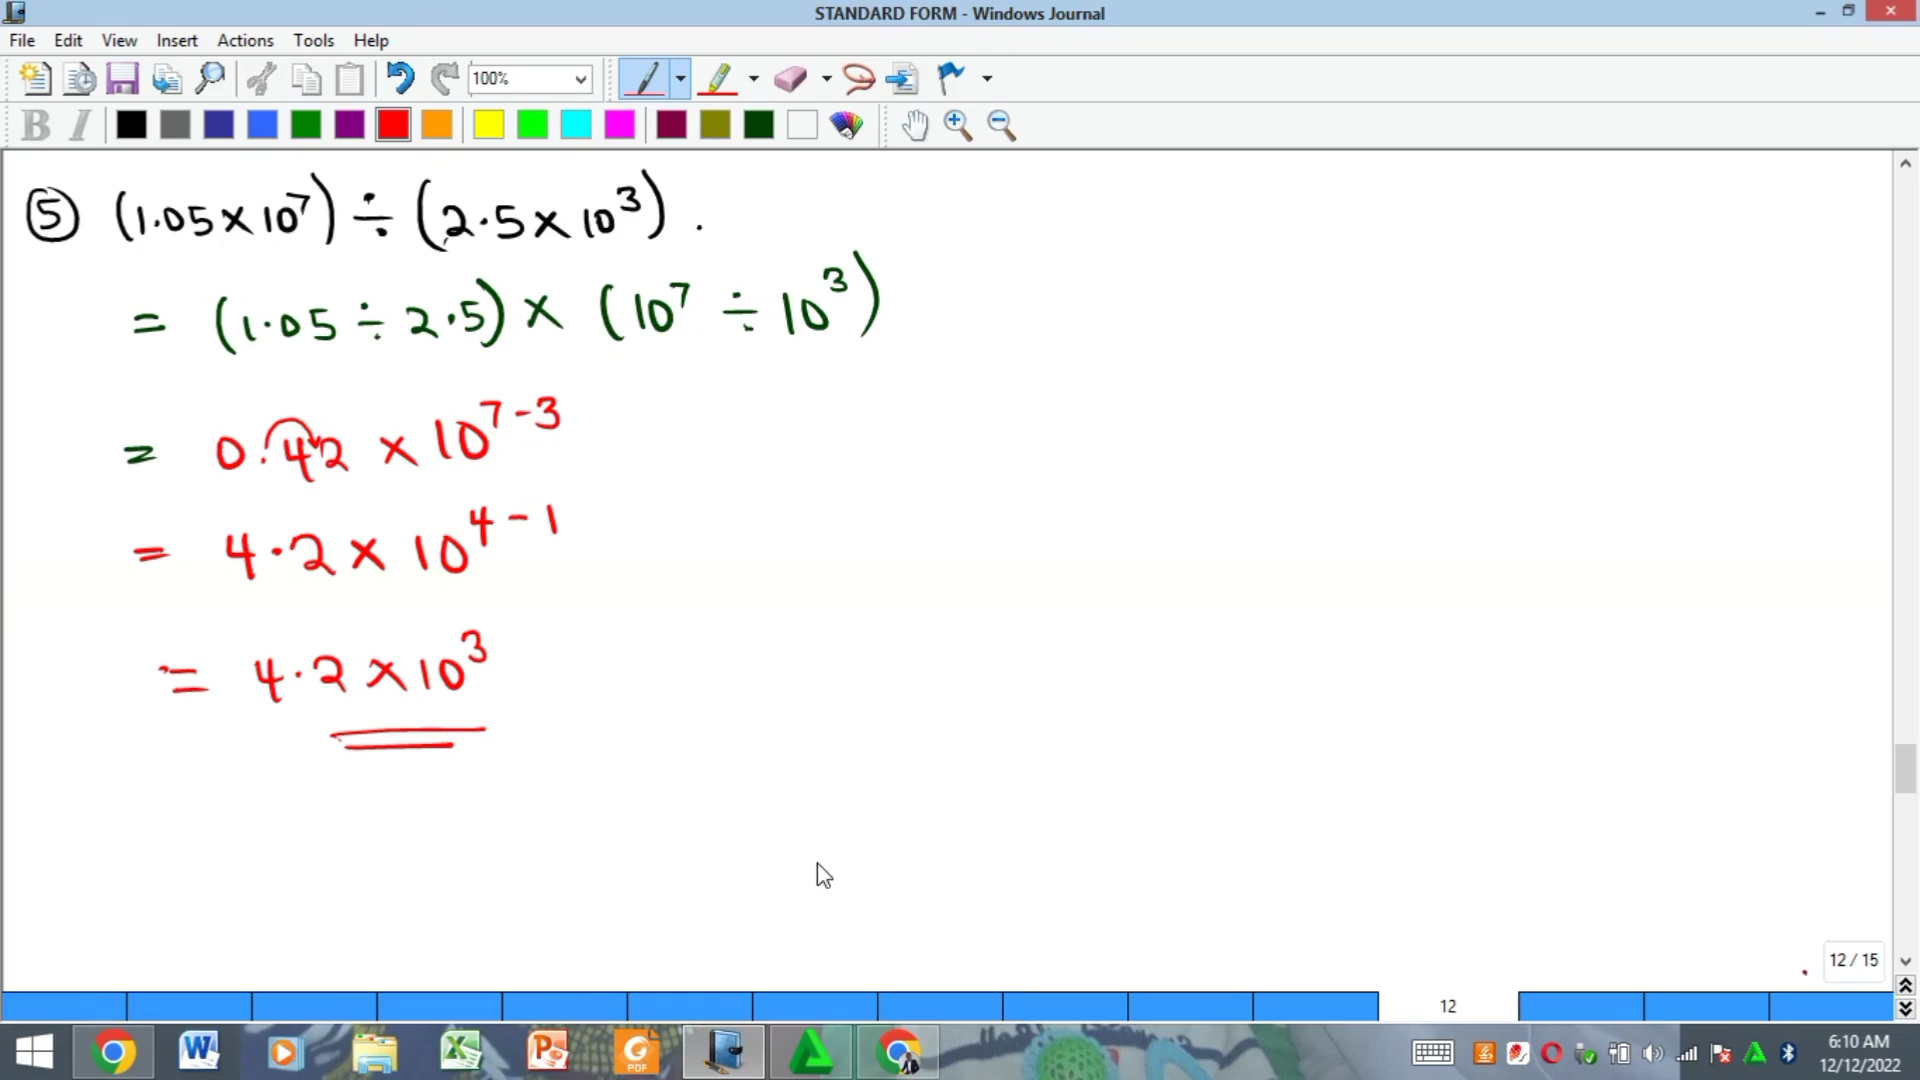 STANDARD FORM - Windows Journal
File Edit View Insert Actions Tools Help
100%
B I
⑤ (1.05 × 10⁷) ÷ (2.5 × 10³) .
= (1.05 ÷ 2.5) × (10⁷ ÷ 10³)
= 0.42 × 10⁷⁻³
= 4.2 × 10⁴⁻¹
= 4.2 × 10³
12 / 15
12
PDF
6:10 AM
12/12/2022